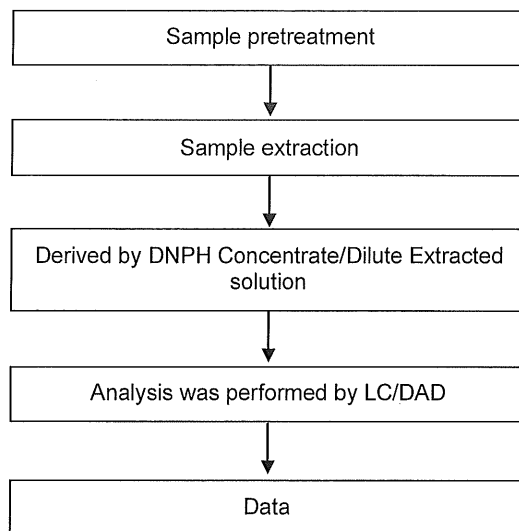 Sample pretreatment
Sample extraction
Derived by DNPH Concentrate/Dilute Extracted
solution
Analysis was performed by LC/DAD
Data